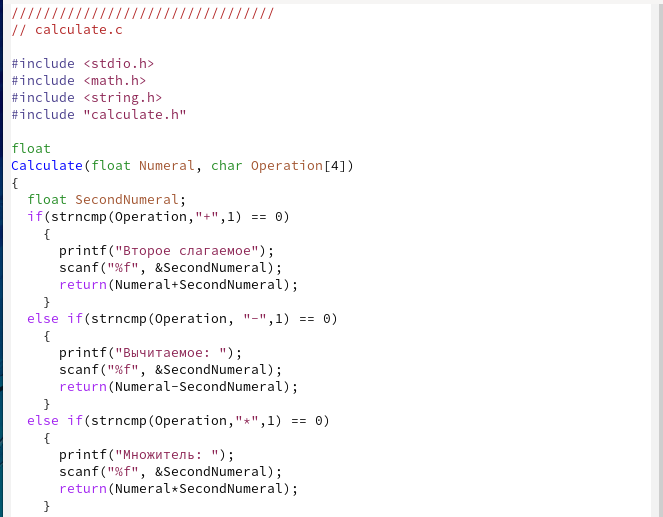 /////////////////////////////////
// calculate.c
#include <stdio.h>
#include <math.h>
#include <string.h>
#include "calculate.h"
float
Calculate(float Numeral, char Operation[4])
{
float SecondNumeral;
if(strncmp(Operation,"+",1) == 0)
{
printf("Второе слагаемое");
scanf("%f", &SecondNumeral);
return(Numeral+SecondNumeral);
}
else if(strncmp(Operation, "-",1) == 0)
{
printf("Вычитаемое: ");
scanf("%f", &SecondNumeral);
return(Numeral-SecondNumeral);
}
else if(strncmp(Operation,"*",1) == 0)
{
printf("Множитель: ");
scanf("%f", &SecondNumeral);
return(Numeral*SecondNumeral);
}